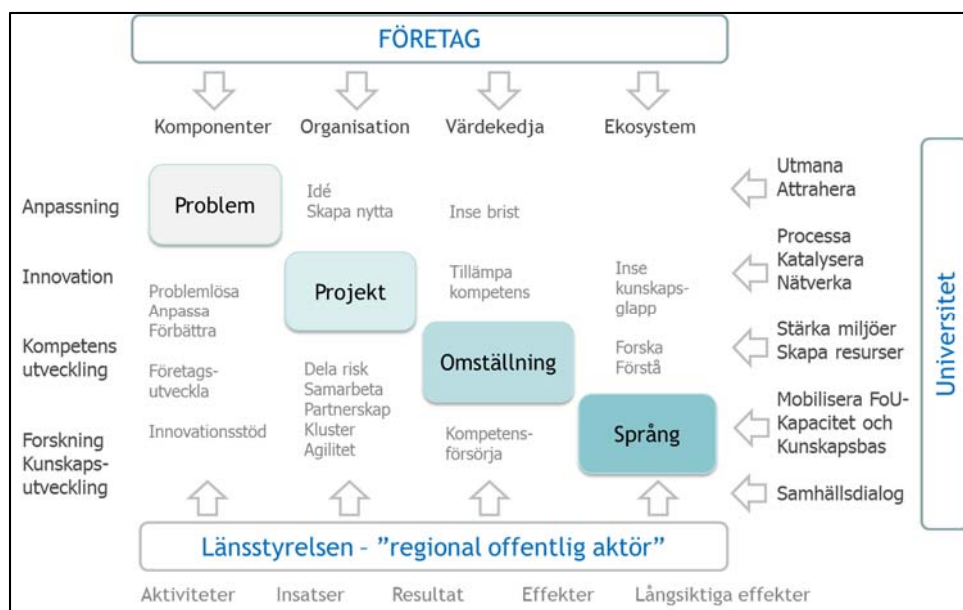 FÖRETAG
Komponenter
Organisation
Värdekedja
Ekosystem
Anpassning
Problem
Idé
Skapa nytta
Inse brist
Utmana
Attrahera
Innovation
Problemlösa
Anpassa
Förbättra
Projekt
Tillämpa
kompetens
Inse
kunskaps-
glapp
Processa
Katalysera
Nätverka
Kompetens
utveckling
Företags-
utveckla
Dela risk
Samarbeta
Partnerskap
Kluster
Agilitet
Omställning
Forska
Förstå
Stärka miljöer
Skapa resurser
Forskning
Kunskaps-
utveckling
Innovationsstöd
Kompetens-
försörja
Språng
Mobilisera FoU-
Kapacitet och
Kunskapsbas
Samhällsdialog
Universitet
Länsstyrelsen – ”regional offentlig aktör”
Aktiviteter
Insatser
Resultat
Effekter
Långsiktiga effekter